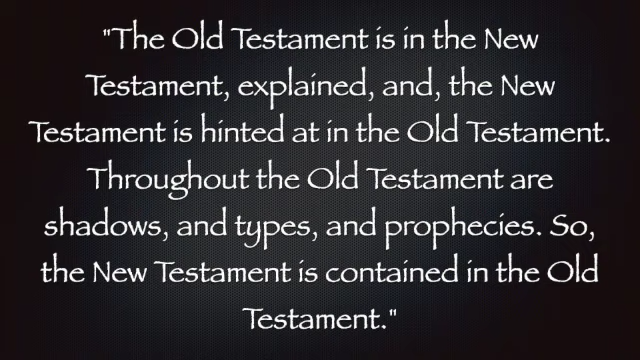 "The Old Testament is in the New
Testament, explained, and, the New
Testament is hinted at in the Old Testament.
Throughout the Old Testament are
shadows, and types, and prophecies. So,
the New Testament is contained in the Old
Testament."